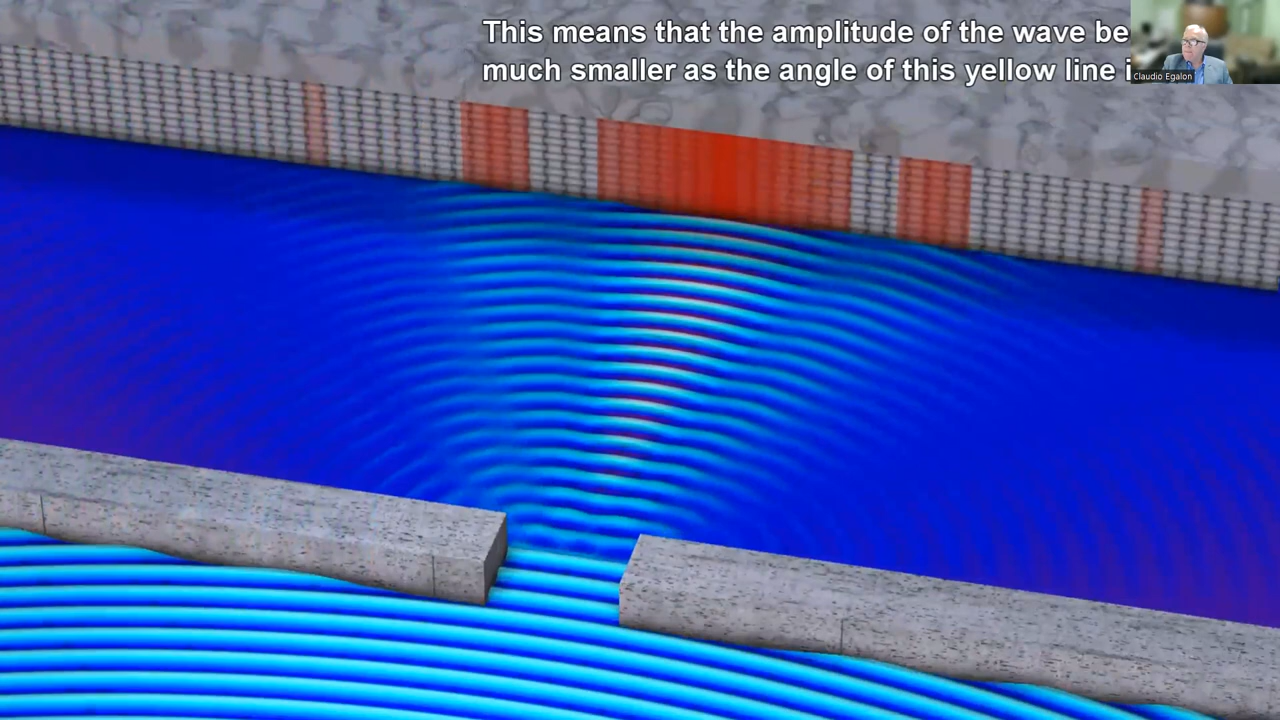 This means that the amplitude of the wave be
much smaller as the angle of this yellow line i
Claudio Egalon